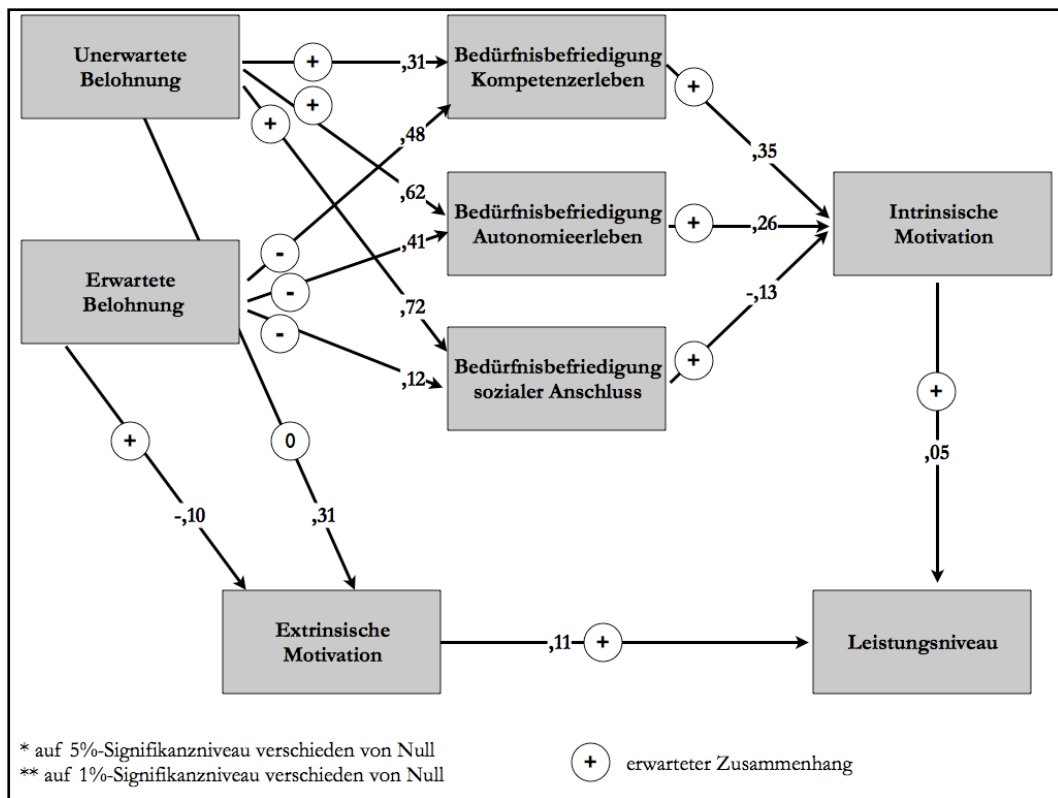 Unerwartete
Belohnung
+
,31
Bedürfnisbefriedigung
Kompetenzerleben
+
+
+
,48
,35
,62
Bedürfnisbefriedigung
Autonomieerleben
+
,26
Intrinsische
Motivation
Erwartete
Belohnung
-
,41
-
-
,72
-,13
,12
Bedürfnisbefriedigung
sozialer Anschluss
+
+
,05
+
0
-,10
,31
Extrinsische
Motivation
,11
+
Leistungsniveau
* auf 5%-Signifikanzniveau verschieden von Null
** auf 1%-Signifikanzniveau verschieden von Null
+ erwarteter Zusammenhang